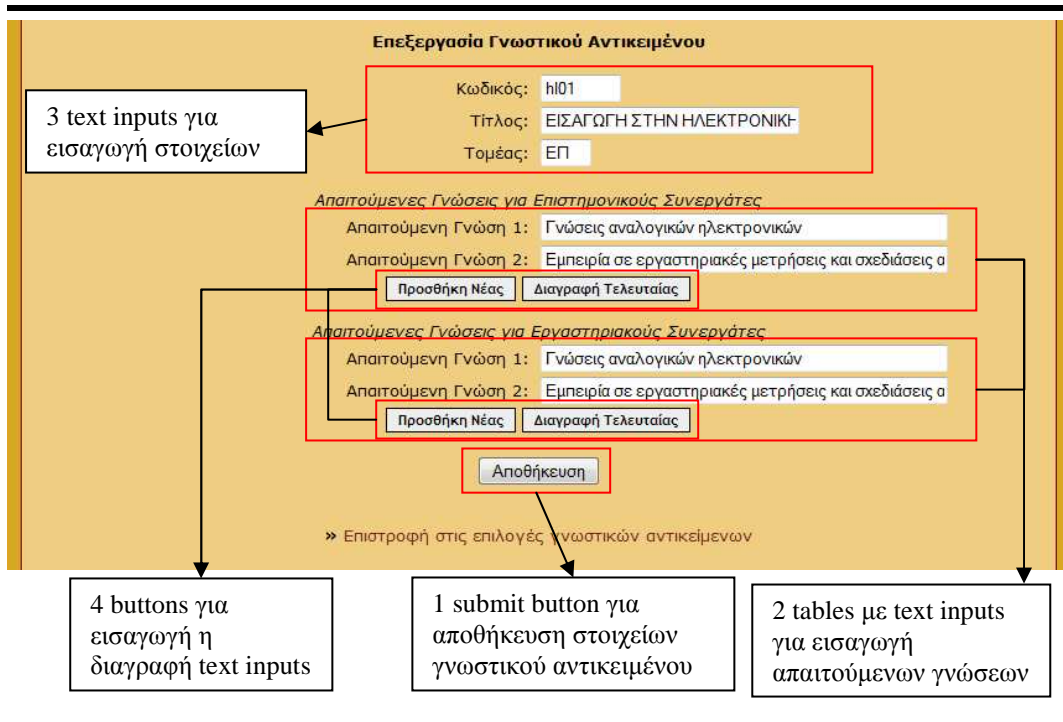 Επεξεργασία Γνωστικού Αντικειμένου
Κωδικός: hl01
Τίτλος: ΕΙΣΑΓΩΓΗ ΣΤΗΝ ΗΛΕΚΤΡΟΝΙΚΗ
Τομέας: ΕΠ
3 text inputs για
εισαγωγή στοιχείων
Απαιτούμενες Γνώσεις για Επιστημονικούς Συνεργάτες
Απαιτούμενη Γνώση 1: Γνώσεις αναλογικών ηλεκτρονικών
Απαιτούμενη Γνώση 2: Εμπειρία σε εργαστηριακές μετρήσεις και σχεδιάσεις α
Προσθήκη Νέας Διαγραφή Τελευταίας
Απαιτούμενες Γνώσεις για Εργαστηριακούς Συνεργάτες
Απαιτούμενη Γνώση 1: Γνώσεις αναλογικών ηλεκτρονικών
Απαιτούμενη Γνώση 2: Εμπειρία σε εργαστηριακές μετρήσεις και σχεδιάσεις α
Προσθήκη Νέας Διαγραφή Τελευταίας
Αποθήκευση
» Επιστροφή στις επιλογές γνωστικών αντικείμενων
4 buttons για
εισαγωγή η
διαγραφή text inputs
1 submit button για
αποθήκευση στοιχείων
γνωστικού αντικειμένου
2 tables με text inputs
για εισαγωγή
απαιτούμενων γνώσεων